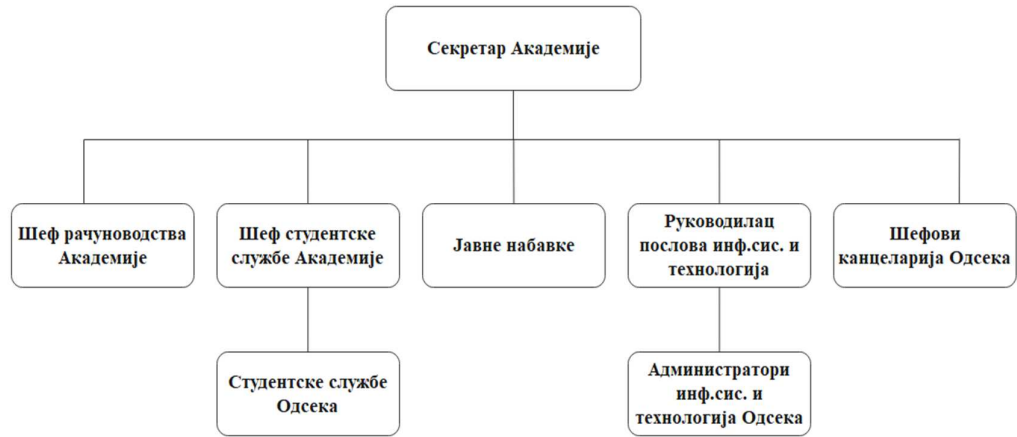 Секретар Академије
Шеф рачуноводства
Академије
Шеф студентске
службе Академије
Јавне набавке
Руководилац
послова инф.сис. и
технологија
Шефови
канцеларија Одсека
Студентске службе
Одсека
Администратори
инф.сис. и
технологија Одсека